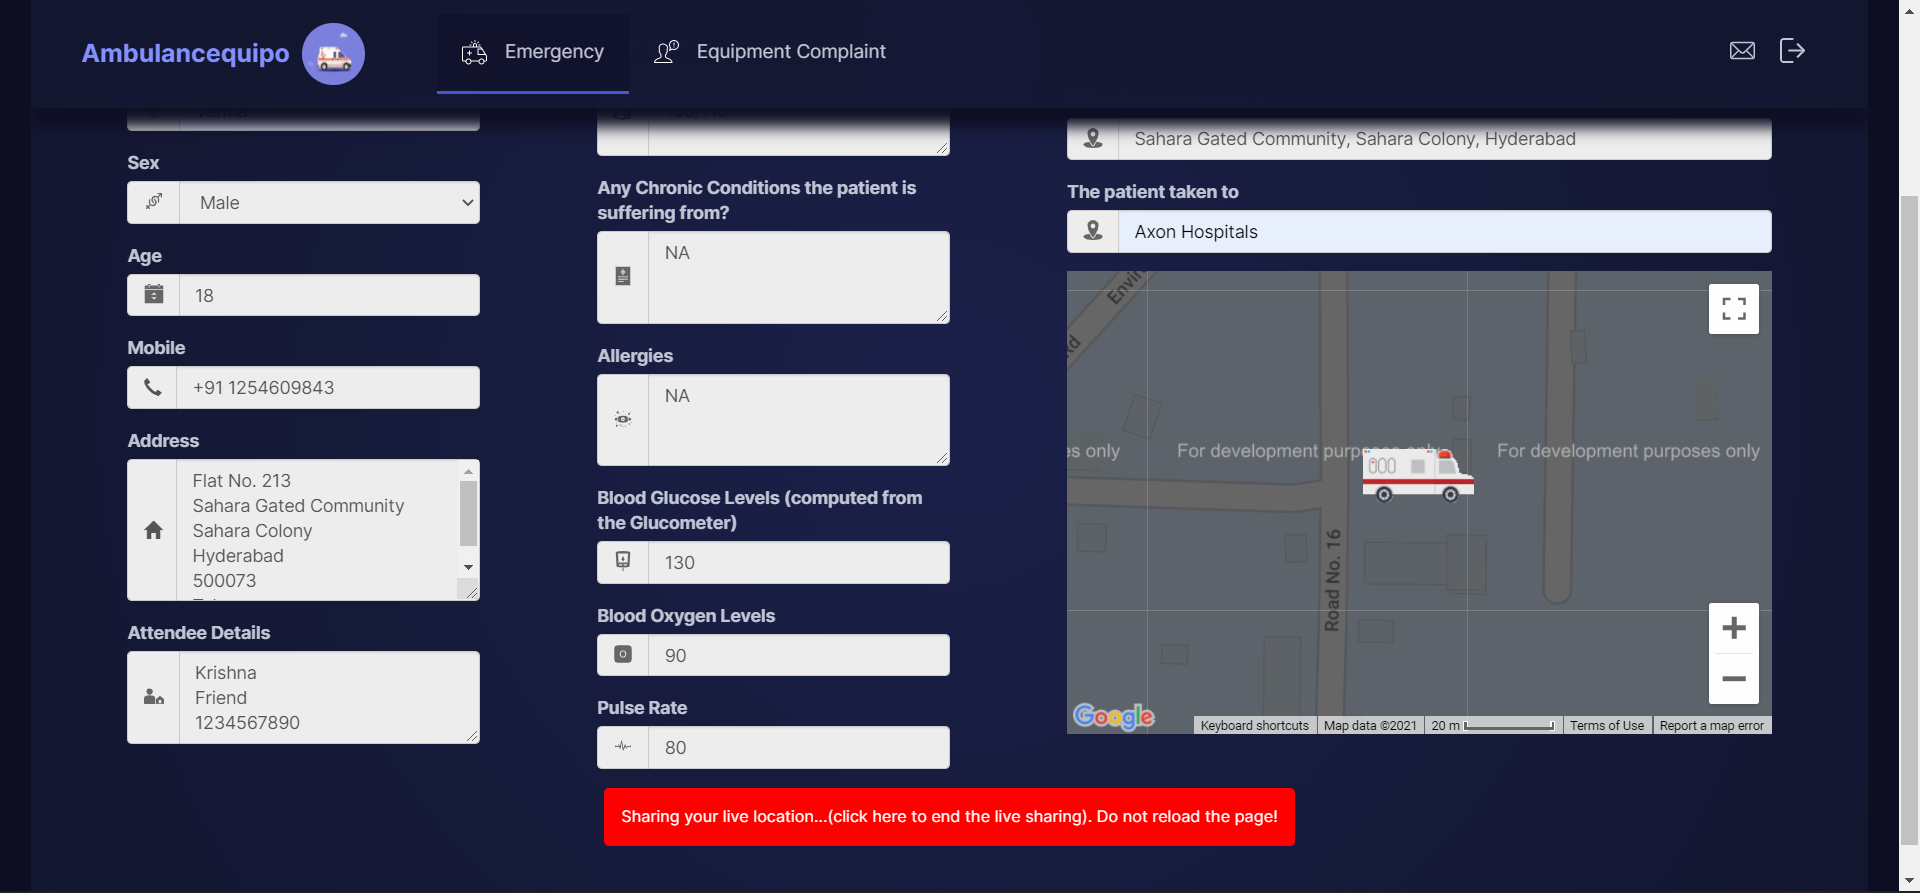 Ambulancequipo
Emergency
Equipment Complaint
Sex
Male
Age
18
Mobile
+91 1254609843
Address
Flat No. 213
Sahara Gated Community
Sahara Colony
Hyderabad
500073
Attendee Details
Krishna
Friend
1234567890
Any Chronic Conditions the patient is
suffering from?
NA
Allergies
NA
Blood Glucose Levels (computed from
the Glucometer)
130
Blood Oxygen Levels
90
Pulse Rate
80
Sahara Gated Community, Sahara Colony, Hyderabad
The patient taken to
Axon Hospitals
Envir
Rd
es only
For development purposes only
For development purposes only
Road No. 16
Google
Keyboard shortcuts
Map data ©2021
20 m
Terms of Use
Report a map error
Sharing your live location...(click here to end the live sharing). Do not reload the page!